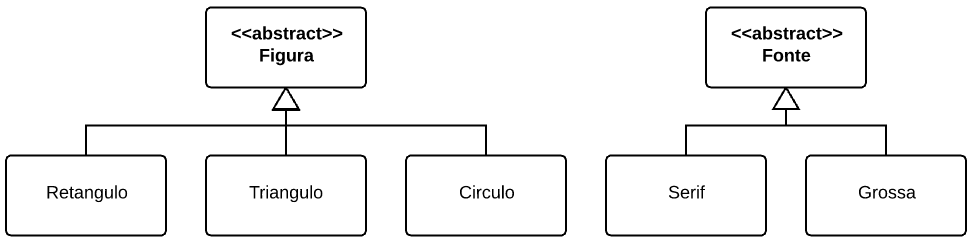 <<abstract>>
Figura
<<abstract>>
Fonte
Retangulo
Triangulo
Circulo
Serif
Grossa